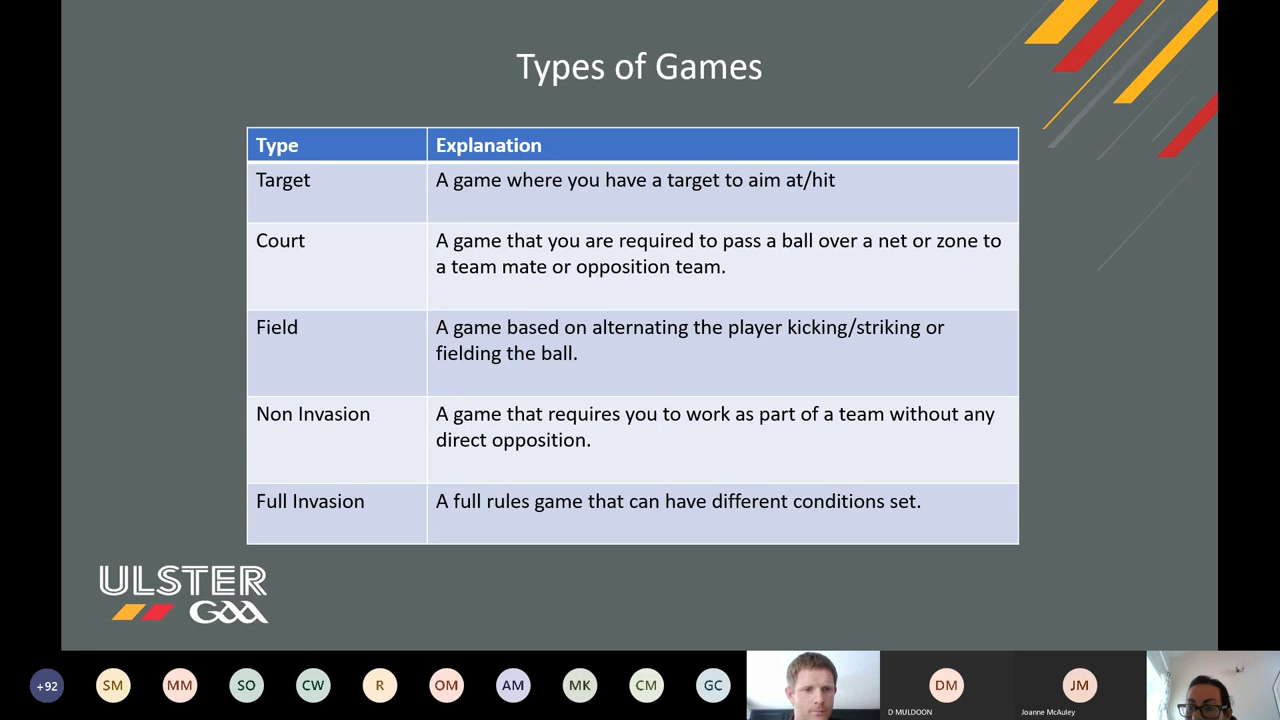 Types of Games
Type
Explanation
Target
A game where you have a target to aim at/hit
Court
A game that you are required to pass a ball over a net or zone to
a team mate or opposition team.
Field
A game based on alternating the player kicking/striking or
fielding the ball.
Non Invasion
A game that requires you to work as part of a team without any
direct opposition.
Full Invasion
A full rules game that can have different conditions set.
ULSTER
GAA
+92
SM
MM
SO
CW
R
OM
AM
MK
CM
GC
DM
D MULDOON
JM
Joanne McAuley